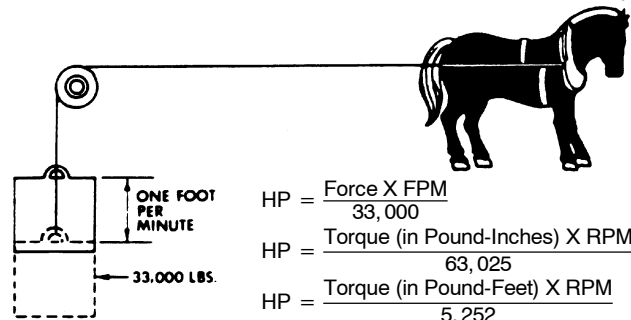 ONE FOOT
PER
MINUTE
33,000 LBS.
HP = Force X FPM
33,000
HP = Torque (in Pound-Inches) X RPM
63,025
HP = Torque (in Pound-Feet) X RPM
5,252